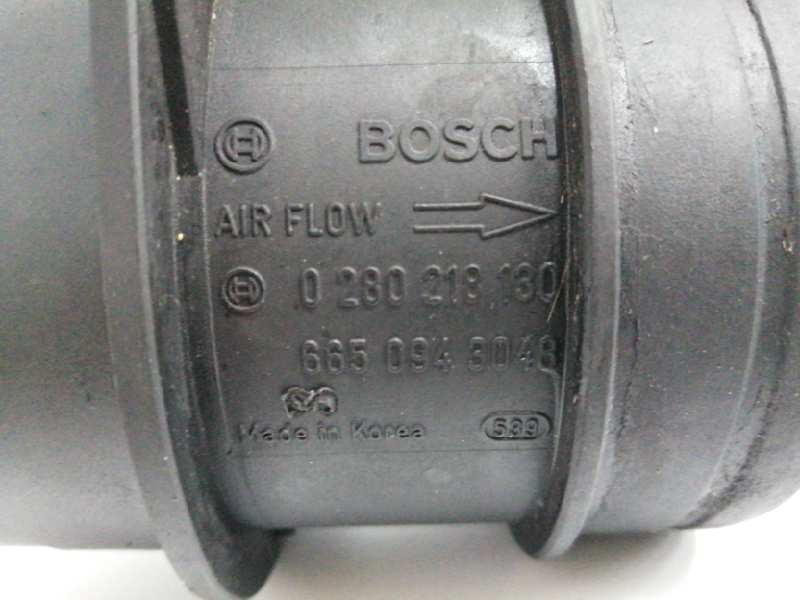 BOSCH
AIR FLOW
0 280 218 130
665 094 3048
Made in Korea 589